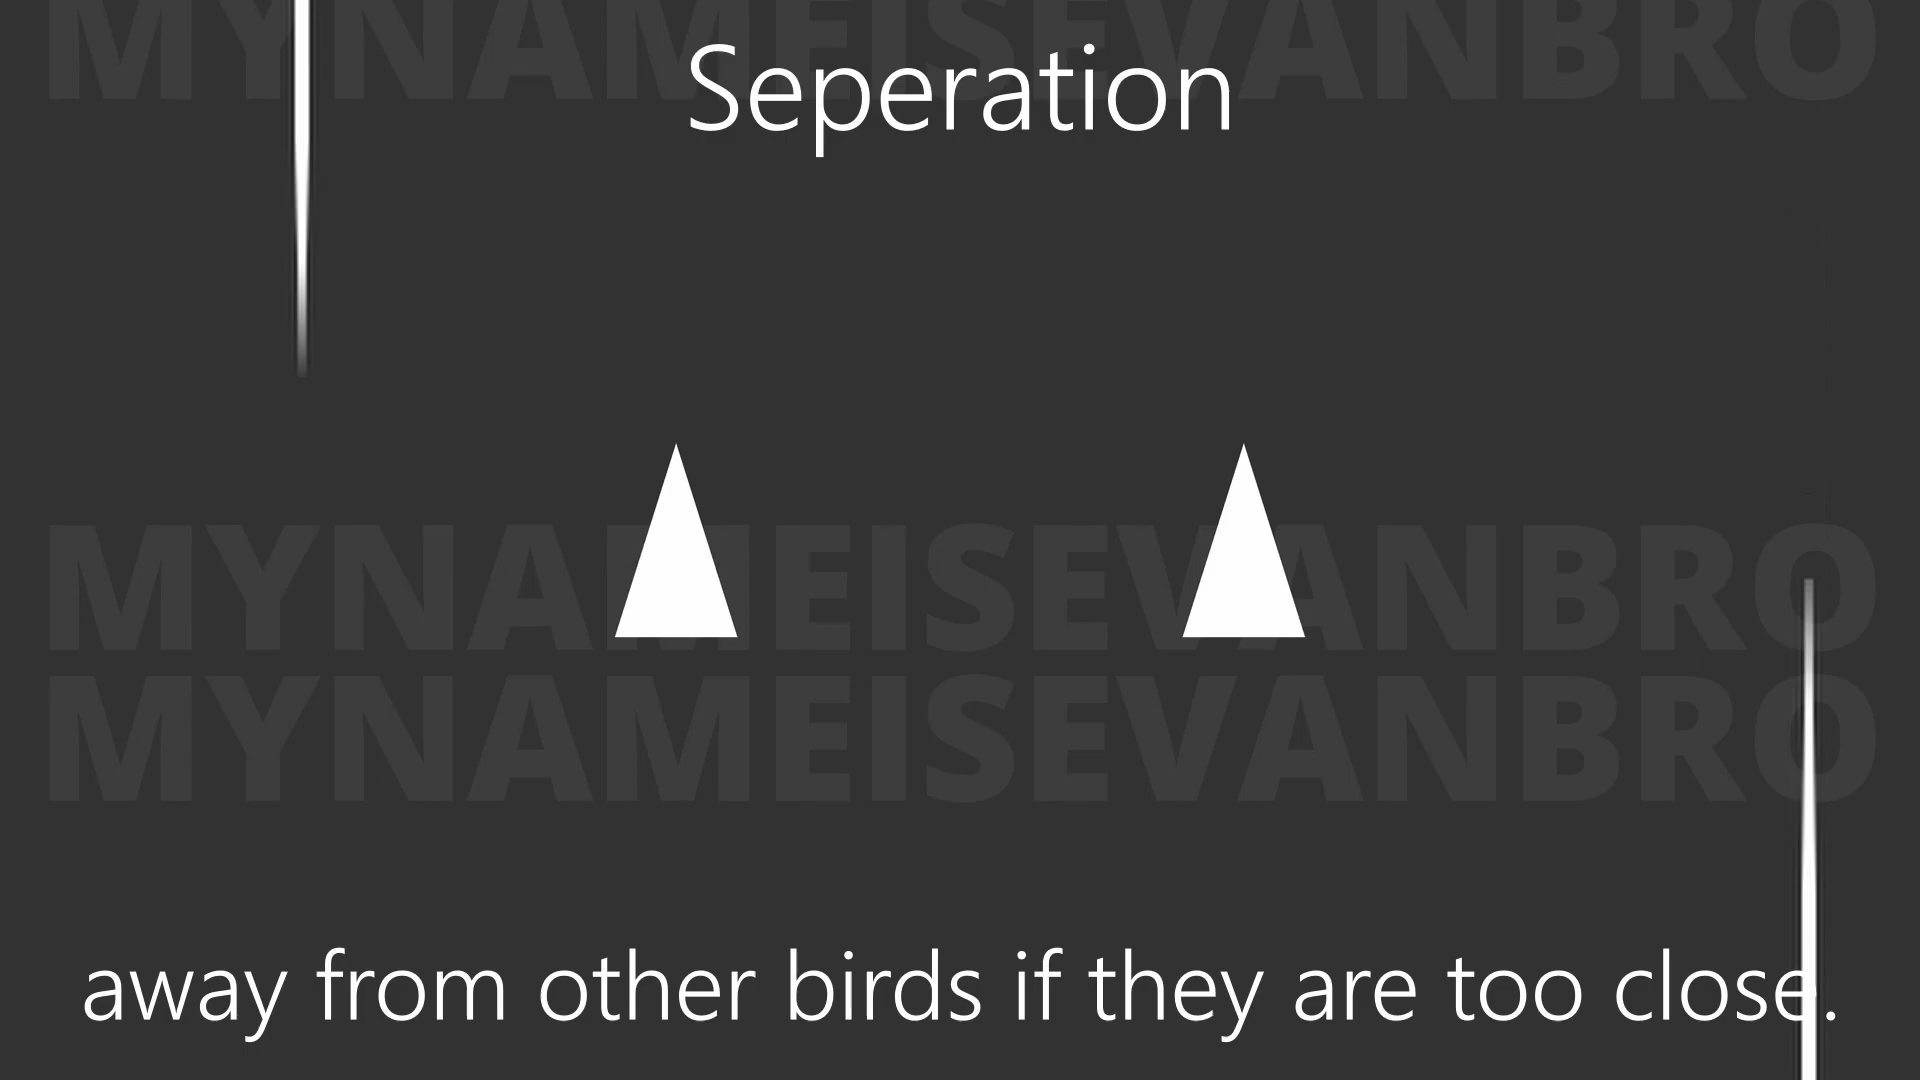 MYNAMEISEVANBRO
Seperation
MYNAMEISEVANBRO
MYNAMEISEVANBRO
away from other birds if they are too close.